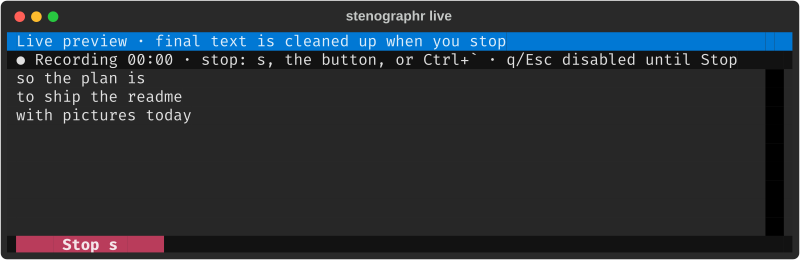 stenographr live
Live preview · final text is cleaned up when you stop
● Recording 00:00 · stop: s, the button, or Ctrl+` · q/Esc disabled until Stop
so the plan is
to ship the readme
with pictures today
Stop s